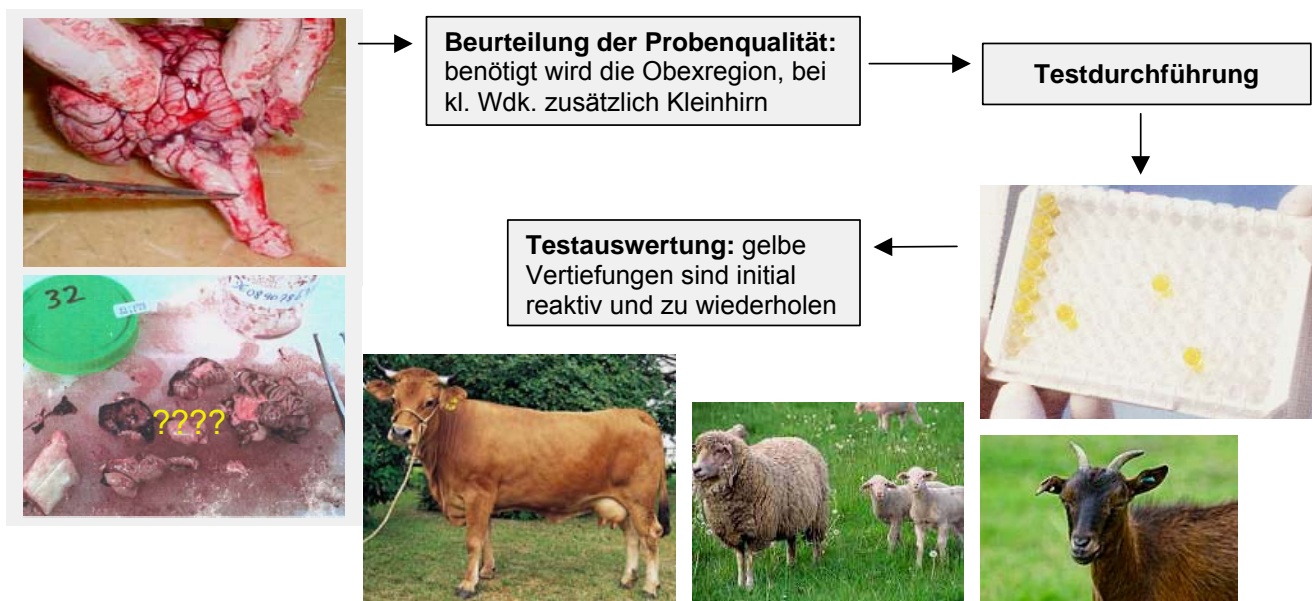 Beurteilung der Probenqualität:
benötigt wird die Obexregion, bei
kl. Wdk. zusätzlich Kleinhirn
Testdurchführung
Testauswertung: gelbe
Vertiefungen sind initial
reaktiv und zu wiederholen
32
????